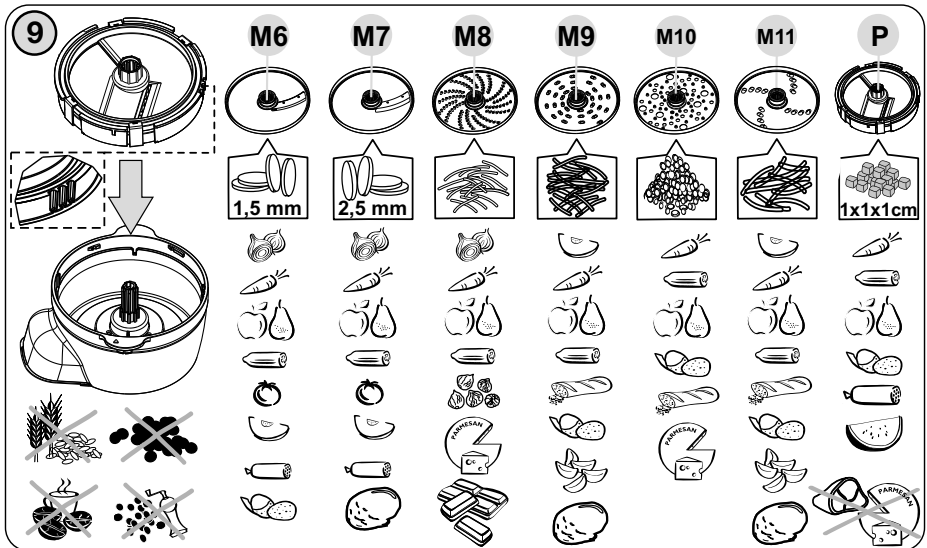 9
M6 M7 M8 M9 M10 M11 P
1,5 mm 2,5 mm 1x1x1cm
PARMESAN PARMESAN
PARMESAN